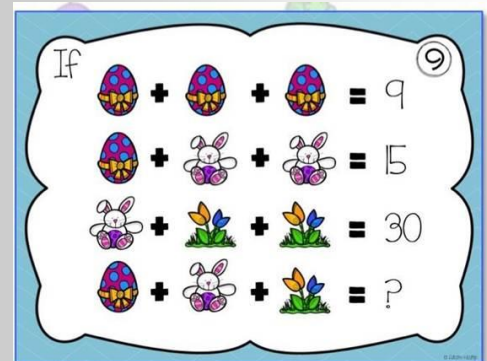 If
9
+ + = 9
+ + = 15
+ + = 30
+ + = ?